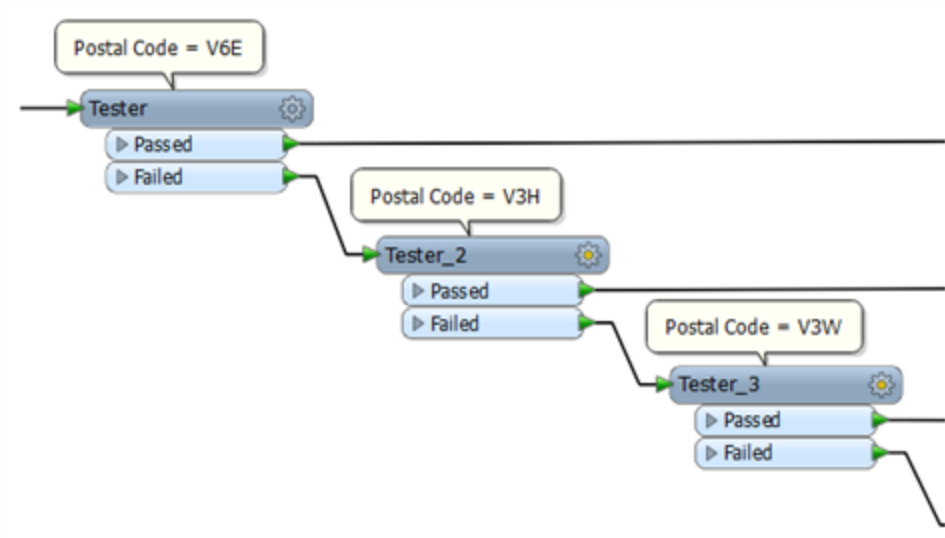 Postal Code = V6E
Tester
Passed
Failed
Postal Code = V3H
Tester_2
Passed
Failed
Postal Code = V3W
Tester_3
Passed
Failed